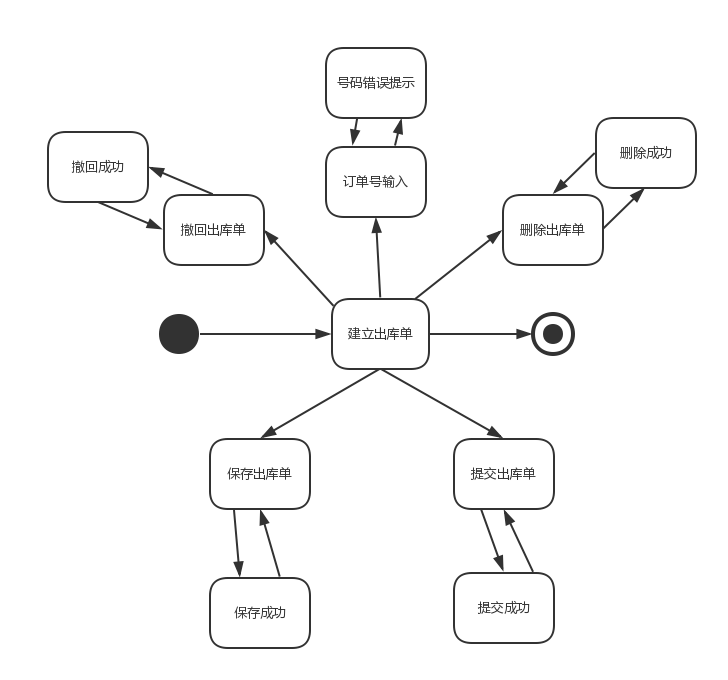 号码错误提示
撤回成功
删除成功
订单号输入
撤回出库单
删除出库单
建立出库单
保存出库单
提交出库单
保存成功
提交成功